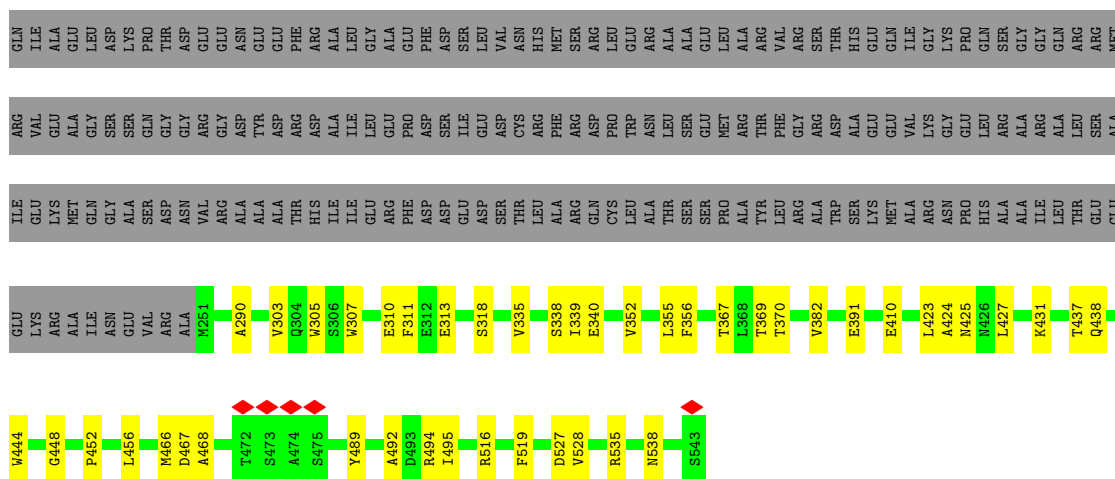 GLN ILE ALA GLU LEU ASP LYS PRO THR ASP GLU GLU ASN GLU GLU PHE ARG ALA LEU GLY ALA GLU PHE ASP SER LEU VAL ASN HIS MET SER ARG LEU GLU ARG ALA ALA GLU LEU ALA ARG VAL ARG SER THR HIS GLU GLN ILE GLY LYS PRO GLN SER GLY GLY GLN ARG ARG MET
ARG VAL GLU ALA GLY SER SER GLN GLY GLY ARG GLY ASP TYR ASP ARG ASP ALA ILE LEU GLU PRO ASP SER ILE GLU ASP CYS ARG PHE ARG ASP PRO TRP ASN LEU SER GLU MET ARG THR PHE GLY ARG ASP ALA GLU GLU VAL LYS GLY GLU LEU ARG ALA ARG ALA LEU SER ALA
ILE GLU LYS MET GLN GLY ALA SER ASP ASN VAL ARG ALA ALA ALA THR HIS ILE ILE GLU ARG PHE ASP ASP GLU ASP SER THR LEU ALA ARG GLN CYS LEU ALA THR SER SER PRO ALA TYR LEU ARG ALA TRP SER LYS MET ALA ARG ASN PRO HIS ALA ALA ILE LEU THR GLU GLU
GLU LYS ARG ALA ILE ASN GLU VAL ARG ALA M251 A290 V303 Q304 W305 S306 W307 E310 F311 E312 E313 S318 V335 S338 I339 E340 V352 L355 F356 T367 L368 T369 T370 V382 E391 E410 L423 A424 N425 N426 L427 K431 T437 Q438
W444 G448 P452 L456 M466 D467 A468 T472 S473 A474 S475 Y489 A492 D493 R494 I495 R516 F519 D527 V528 R535 N538 S543